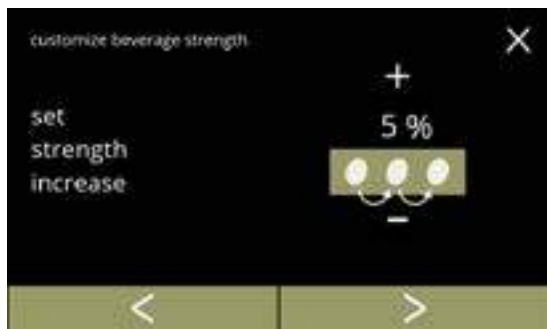 customize beverage strength
X
+
set
5 %
strength
increase
-
< >